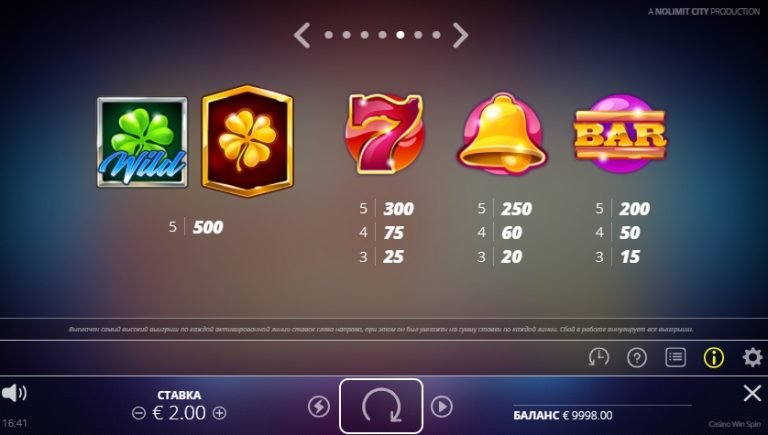 A NOLIMIT CITY PRODUCTION
Wild
7
BAR
5 500
5 300
4 75
3 25
5 250
4 60
3 20
5 200
4 50
3 15
Выплачен самый высокий выигрыш по каждой активированной линии ставок слева направо, при этом он был умножен на сумму ставки по каждой линии. Сбой в работе аннулирует все выигрыши.
СТАВКА
€ 2.00
БАЛАНС € 9998.00
16:41
Casino Win Spin